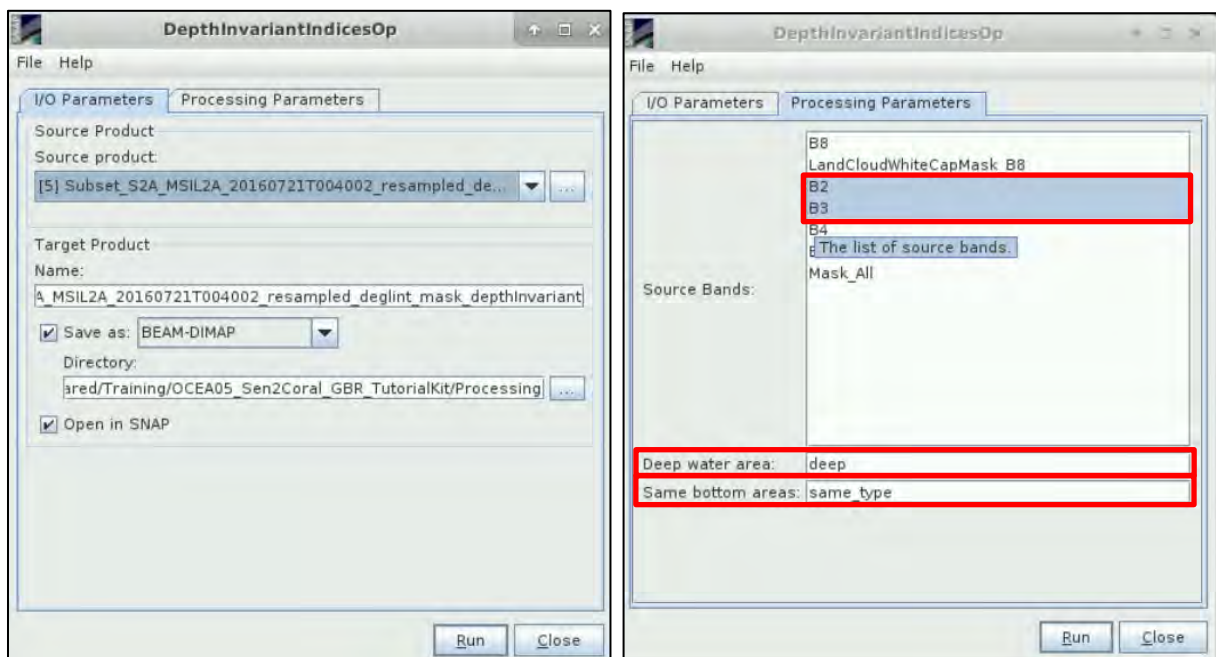 DepthInvariantIndicesOp
File Help
I/O Parameters Processing Parameters
Source Product
Source product:
[5] Subset_S2A_MSIL2A_20160721T004002_resampled_de...
...
Target Product
Name:
A_MSIL2A_20160721T004002_resampled_deglint_mask_depthInvariant
Save as: BEAM-DIMAP
Directory:
ared/Training/OCEA05_Sen2Coral_GBR_TutorialKit/Processing
...
Open in SNAP
Run Close
DepthInvariantIndicesOp
File Help
I/O Parameters Processing Parameters
Source Bands:
B8
LandCloudWhiteCapMask_B8
B2
B3
B4
The list of source bands.
Mask_All
Deep water area: deep
Same bottom areas: same_type
Run Close